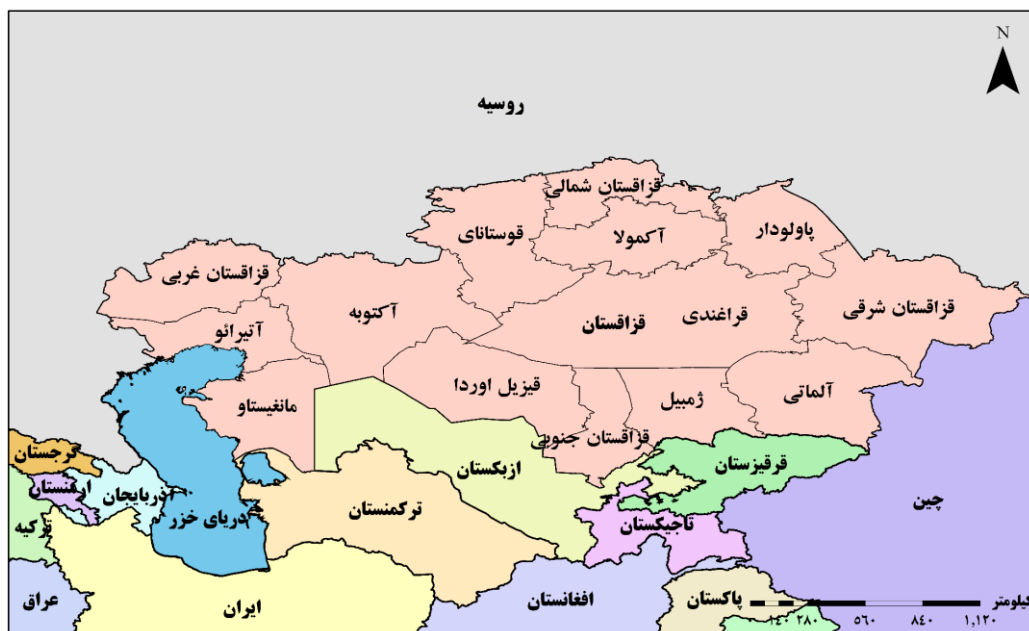 N
روسیه
قزاقستان شمالی
پاولودار
آکمولا
قوستانای
قزاقستان غربی
آکتوبه
قراغندی
قزاقستان
قزاقستان شرقی
آتیرائو
مانغیستاو
قیزیل اوردا
ژمبیل
آلماتی
قزاقستان جنوبی
گرجستان
ارمنستان
آذربایجان
ترکیه
دریای خزر
ازبکستان
ترکمنستان
قرقیزستان
تاجیکستان
چین
عراق
ایران
افغانستان
پاکستان
کیلومتر
۱۴۰ ۲۸۰ ۵۶۰ ۸۴۰ ۱,۱۲۰